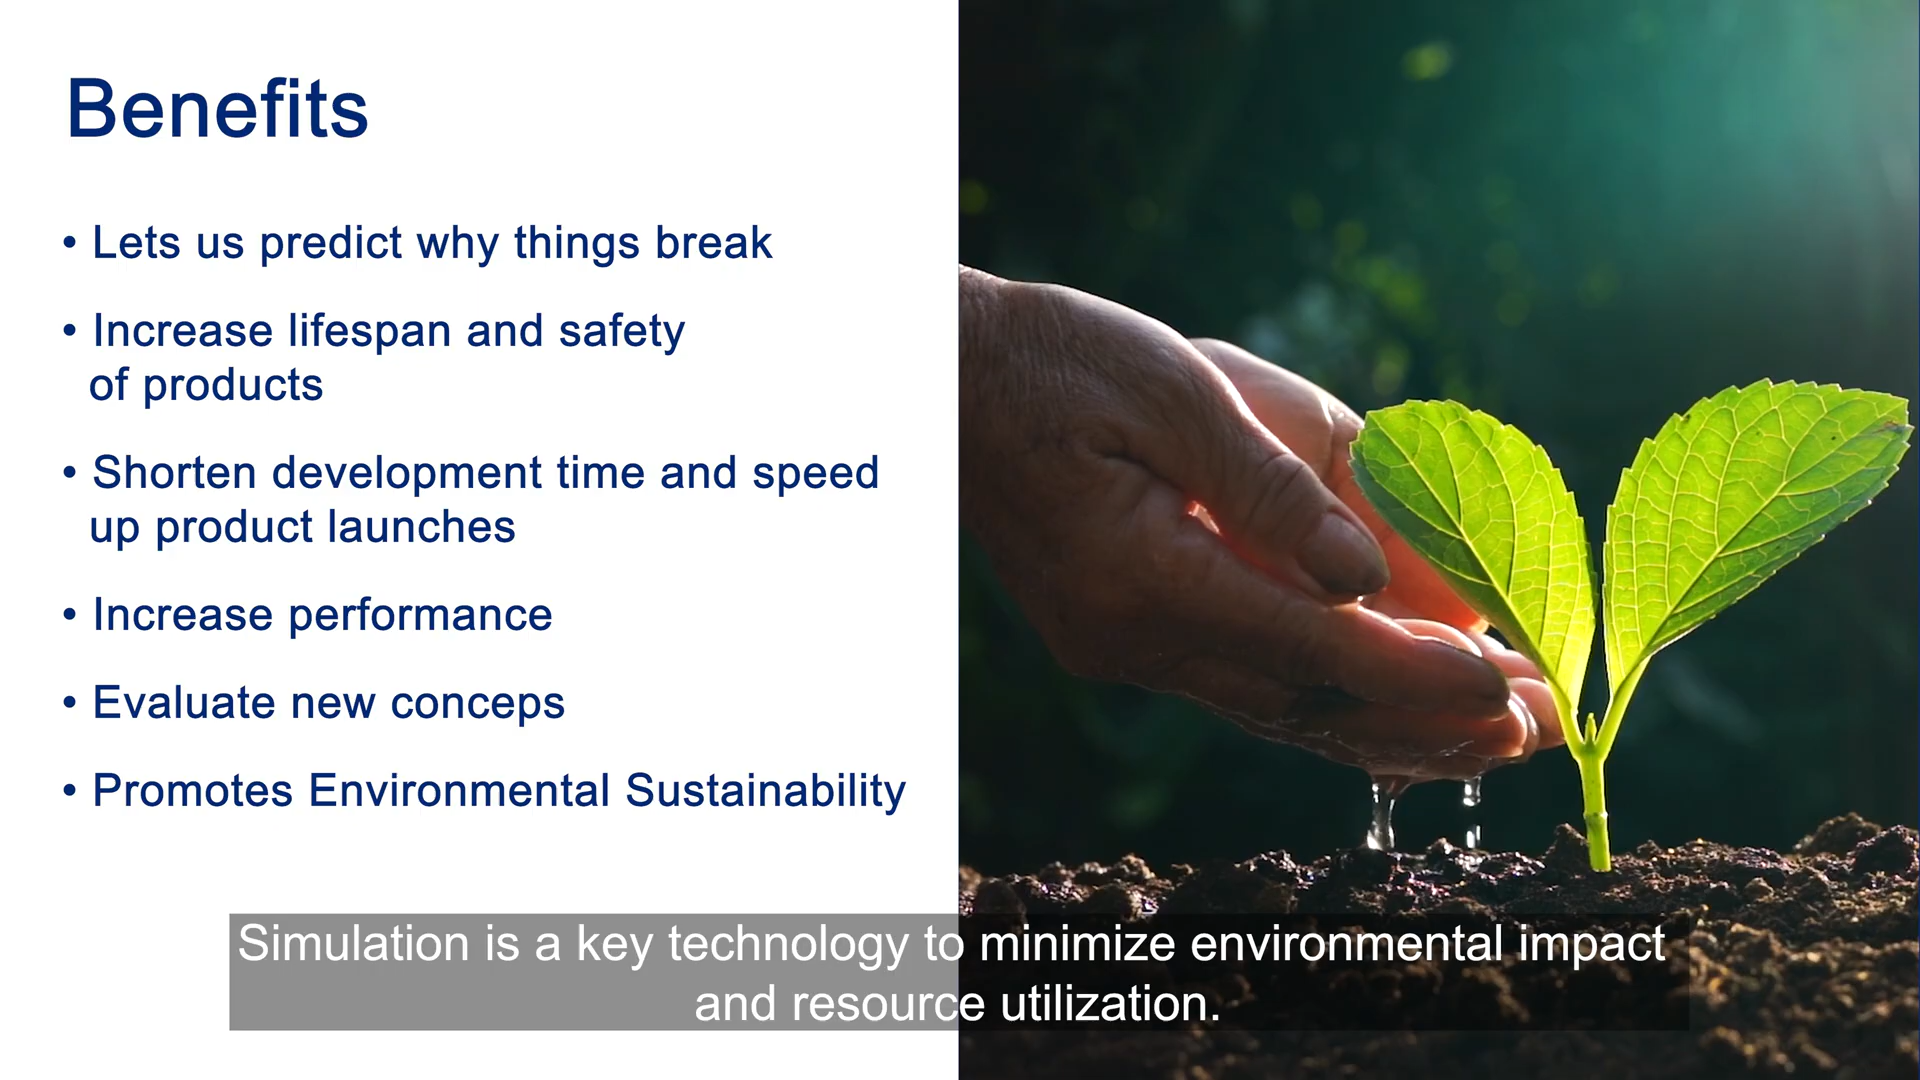 Benefits
• Lets us predict why things break
• Increase lifespan and safety
of products
• Shorten development time and speed
up product launches
• Increase performance
• Evaluate new conceps
• Promotes Environmental Sustainability
Simulation is a key technology to minimize environmental impact
and resource utilization.